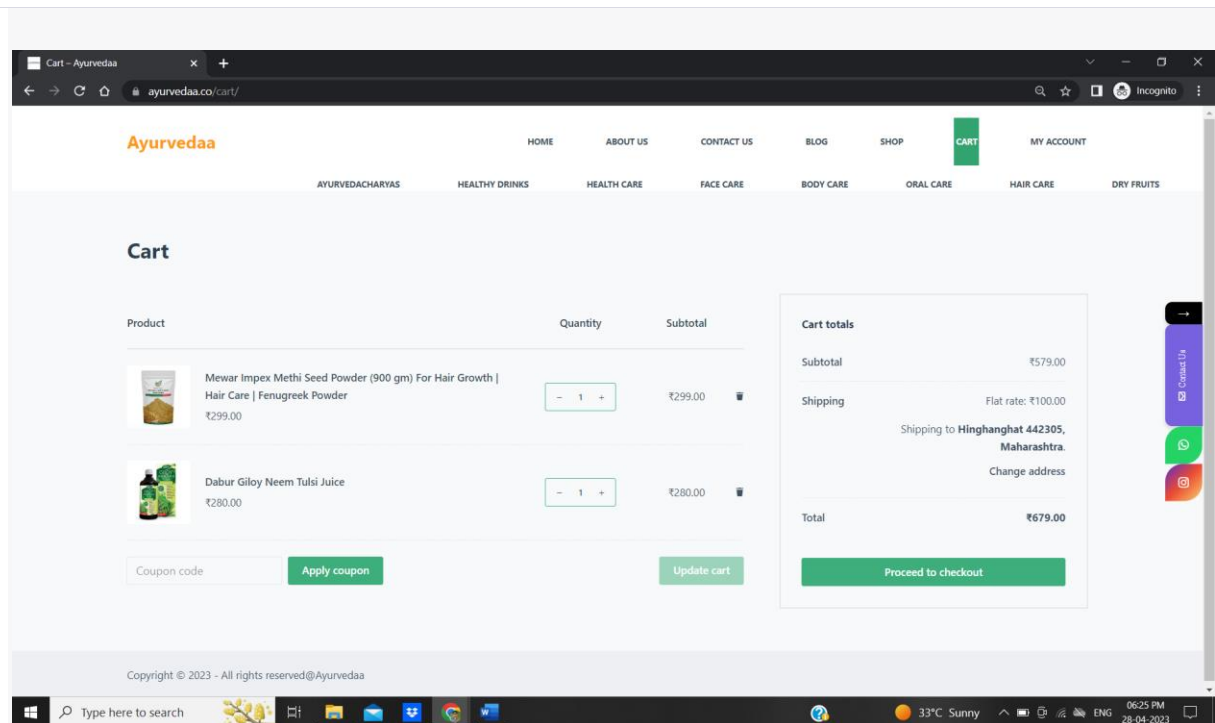 Cart – Ayurvedaa
ayurvedaa.co/cart/
Incognito
Ayurvedaa
HOME ABOUT US CONTACT US BLOG SHOP CART MY ACCOUNT
AYURVEDACHARYAS HEALTHY DRINKS HEALTH CARE FACE CARE BODY CARE ORAL CARE HAIR CARE DRY FRUITS
Cart
Product Quantity Subtotal
Mewar Impex Methi Seed Powder (900 gm) For Hair Growth |
Hair Care | Fenugreek Powder
₹299.00
- 1 +
₹299.00
Dabur Giloy Neem Tulsi Juice
₹280.00
- 1 +
₹280.00
Coupon code
Apply coupon
Update cart
Cart totals
Subtotal ₹579.00
Shipping Flat rate: ₹100.00
Shipping to Hinghanghat 442305,
Maharashtra.
Change address
Total ₹679.00
Proceed to checkout
Contact Us
Copyright © 2023 - All rights reserved@Ayurvedaa
Type here to search
33°C Sunny
ENG
06:25 PM
28-04-2023